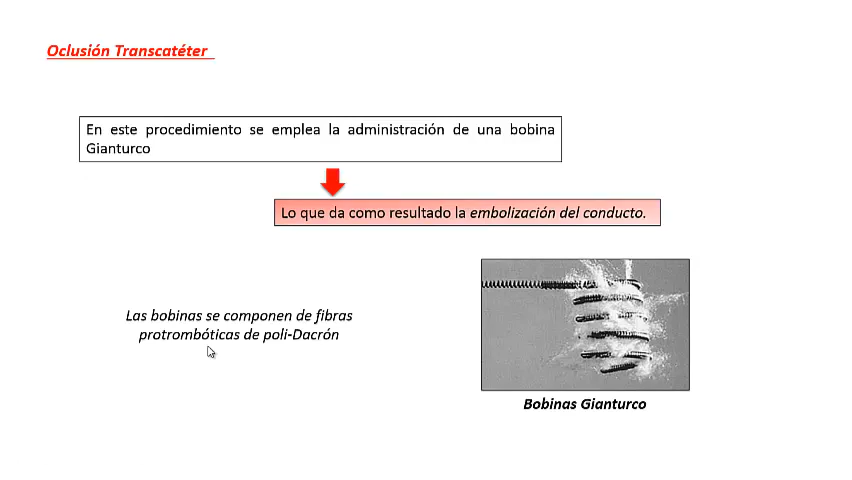 Oclusión Transcatéter
En este procedimiento se emplea la administración de una bobina
Gianturco
Lo que da como resultado la embolización del conducto.
Las bobinas se componen de fibras
protrombóticas de poli-Dacrón
Bobinas Gianturco